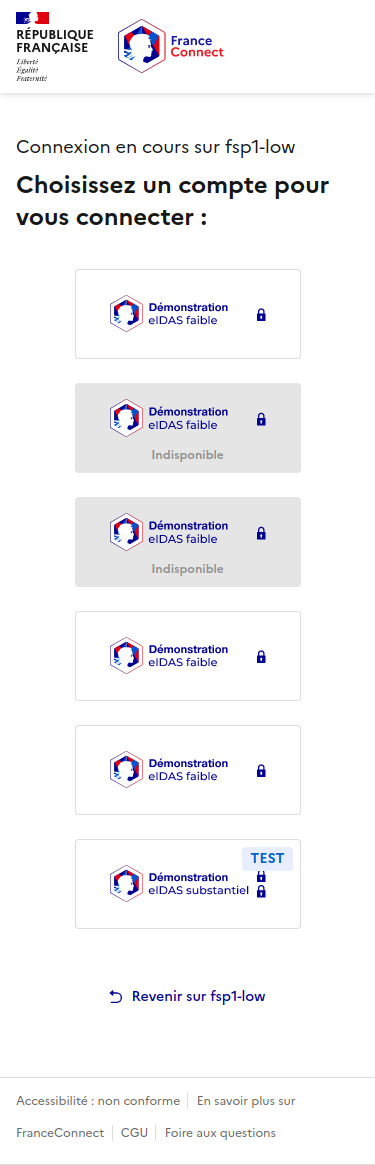 RÉPUBLIQUE
FRANÇAISE
Liberté
Égalité
Fraternité
France
Connect
Connexion en cours sur fsp1-low
Choisissez un compte pour
vous connecter :
Démonstration
eIDAS faible
Démonstration
eIDAS faible
Indisponible
Démonstration
eIDAS faible
Indisponible
Démonstration
eIDAS faible
Démonstration
eIDAS faible
TEST
Démonstration
eIDAS substantiel
Revenir sur fsp1-low
Accessibilité : non conforme En savoir plus sur
FranceConnect CGU Foire aux questions